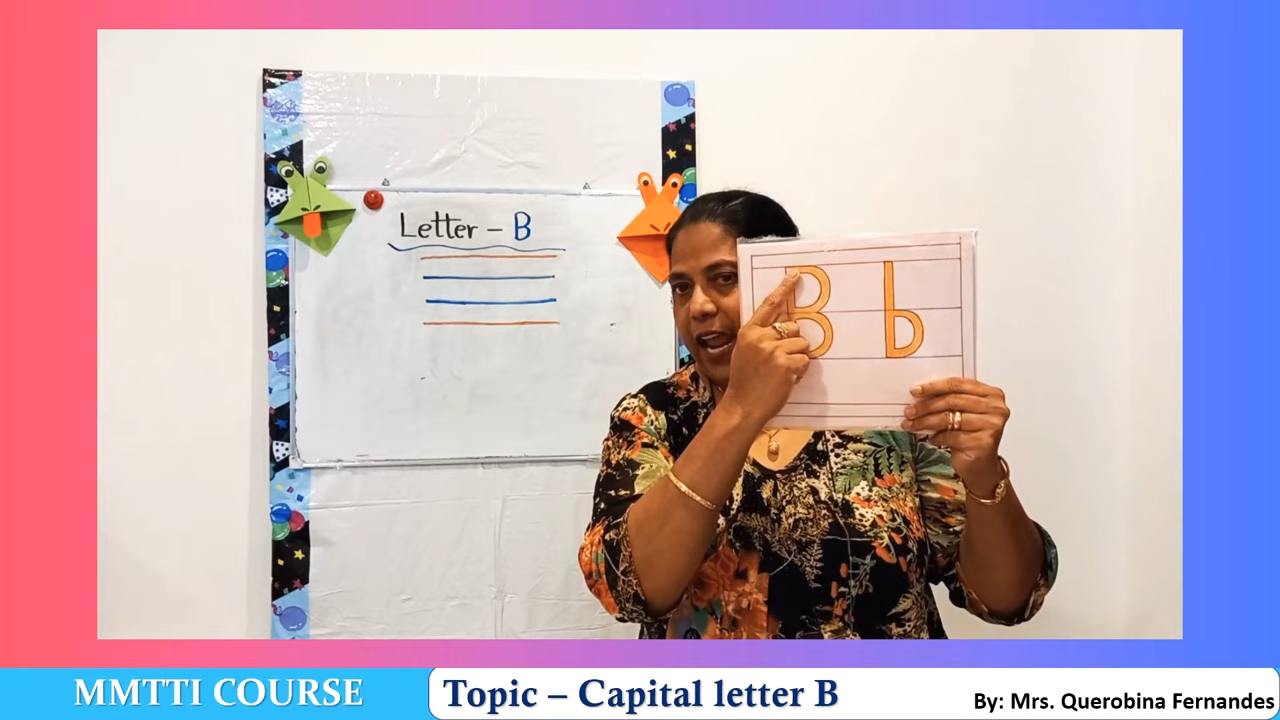 Letter – B
B b
MMTTI COURSE
Topic – Capital letter B
By: Mrs. Querobina Fernandes